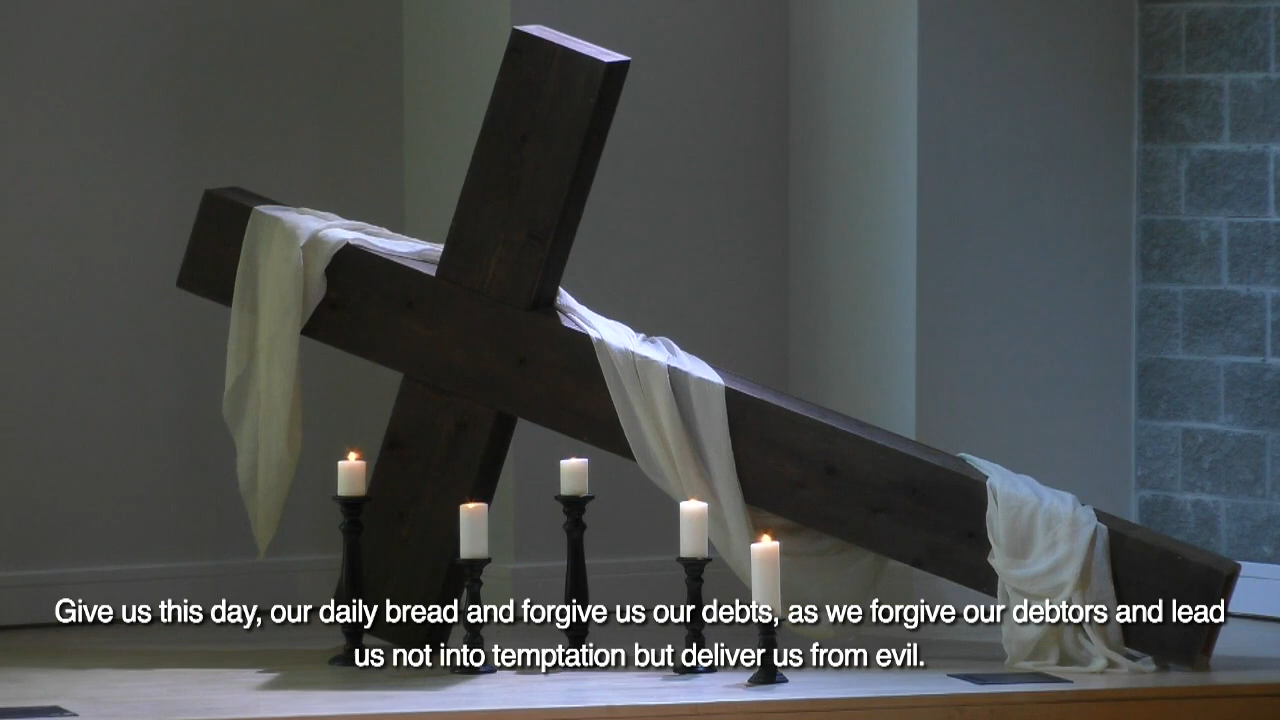 Give us this day, our daily bread and forgive us our debts, as we forgive our debtors and lead
us not into temptation but deliver us from evil.